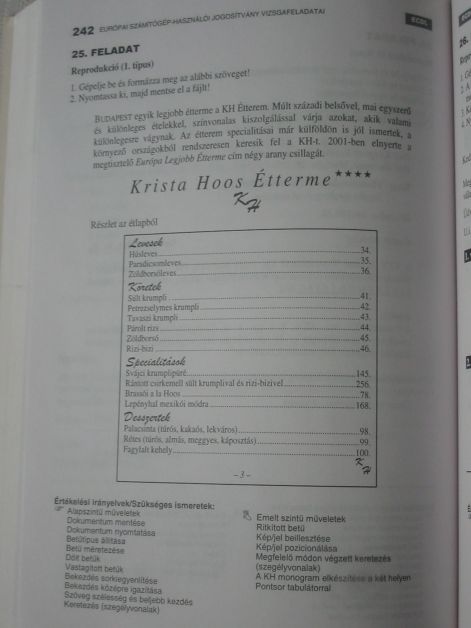 242 EURÓPAI SZÁMÍTÓGÉP-HASZNÁLÓI JOGOSÍTVÁNY VIZSGAFELADATAI
ECDL
25. FELADAT
Reprodukció (1. típus)
1. Gépelje be és formázza meg az alábbi szöveget!
2. Nyomtassa ki, majd mentse el a fájlt!
BUDAPEST egyik legjobb étterme a KH Étterem. Múlt századi belsővel, mai egyszerű
és különleges ételekkel, színvonalas kiszolgálással várja azokat, akik valami
különlegesre vágynak. Az étterem specialitásai már külföldön is jól ismertek, a
környező országokból rendszeresen keresik fel a KH-t. 2001-ben elnyerte a
megtisztelő Európa Legjobb Étterme cím négy arany csillagát.
Krista Hoos Étterme ****
KH
Részlet az étlapból
Levesek
Húsleves 34.
Paradicsomleves 35.
Zöldborsóleves 36.
Köretek
Sült krumpli 41.
Petrezselymes krumpli 42.
Tavaszi krumpli 43.
Párolt rizs 44.
Zöldborsó 45.
Rizi-bizi 46.
Specialitások
Svájci krumplipüré 145.
Rántott csirkemell sült krumplival és rizi-bizivel 256.
Brassói a la Hoos 78.
Lepényhal mexikói módra 168.
Desszertek
Palacsinta (túrós, kakaós, lekváros) 98.
Rétes (túrós, almás, meggyes, káposztás) 99.
Fagylalt kehely 100.
KH
– 3 –
Értékelési irányelvek/Szükséges ismeretek:
Alapszintű műveletek
Dokumentum mentése
Dokumentum nyomtatása
Betűtípus állítása
Betű méretezése
Dőlt betűk
Vastagított betűk
Bekezdés sorkiegyenlítése
Bekezdés középre igazítása
Szöveg szélesség és beljebb kezdés
Keretezés (szegélyvonalak)
Emelt szintű műveletek
Ritkított betű
Kép/jel beillesztése
Kép/jel pozicionálása
Megfelelő módon végzett keretezés
(szegélyvonalak)
A KH monogram elkészítése a két helyen
Pontsor tabulátorral
26.